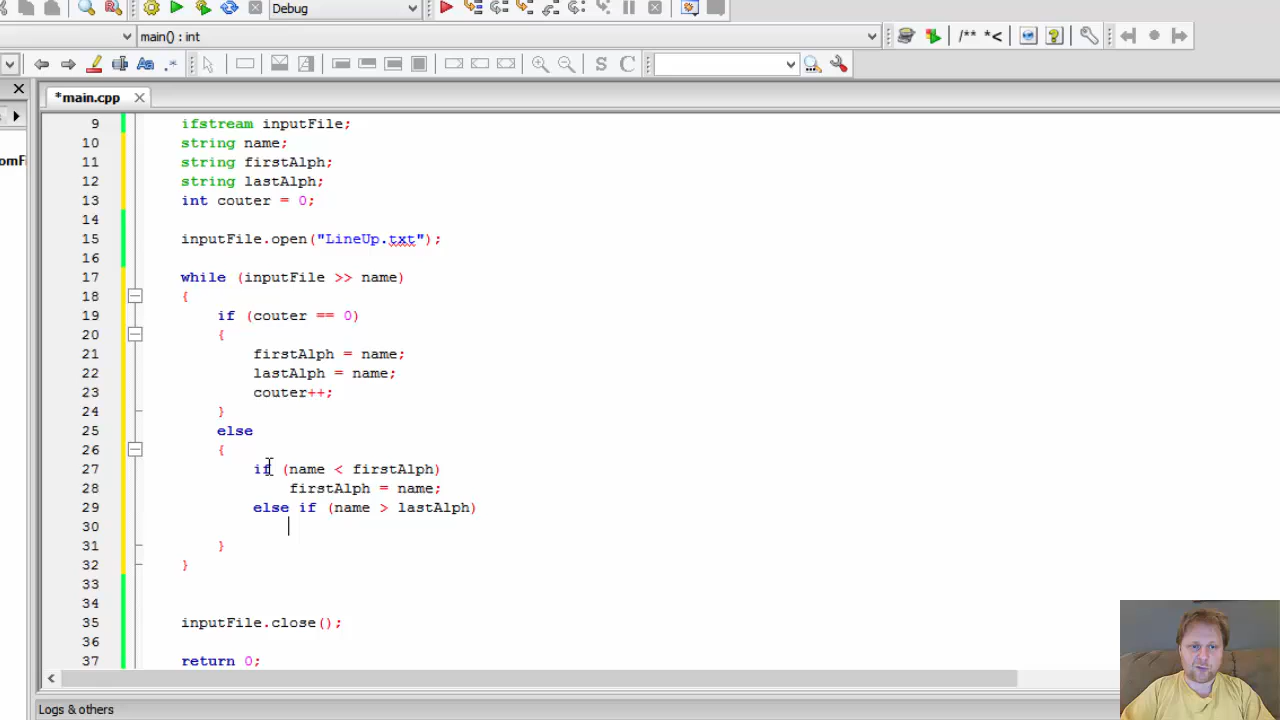 Debug
main() : int
/** *<
Aa .*
S C
*main.cpp
omFi
9 ifstream inputFile;
10 string name;
11 string firstAlph;
12 string lastAlph;
13 int couter = 0;
14
15 inputFile.open("LineUp.txt");
16
17 while (inputFile >> name)
18 {
19 if (couter == 0)
20 {
21 firstAlph = name;
22 lastAlph = name;
23 couter++;
24 }
25 else
26 {
27 if (name < firstAlph)
28 firstAlph = name;
29 else if (name > lastAlph)
30
31 }
32 }
33
34
35 inputFile.close();
36
37 return 0;
Logs & others